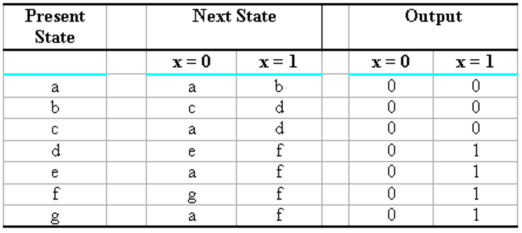 Present State Next State Output
x = 0 x = 1 x = 0 x = 1
a a b 0 0
b c d 0 0
c a d 0 0
d e f 0 1
e a f 0 1
f g f 0 1
g a f 0 1